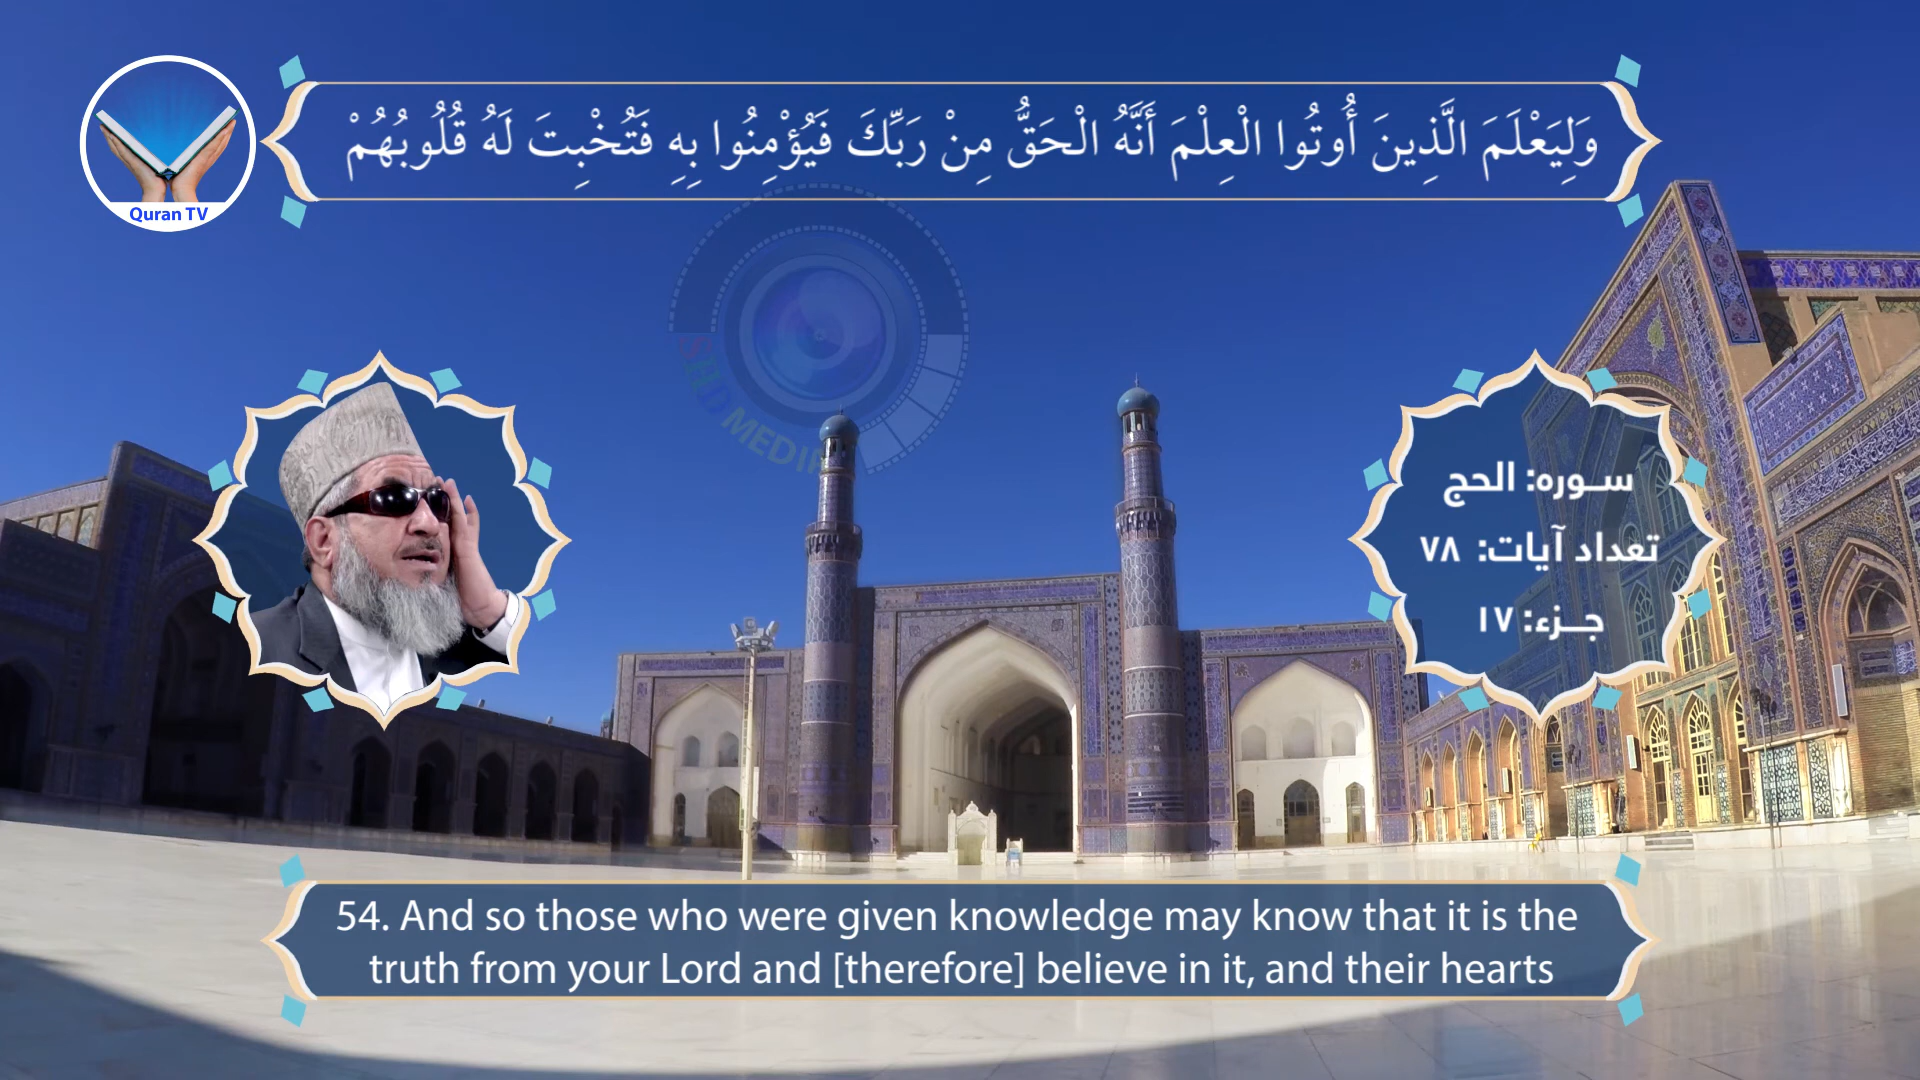 وَلِيَعْلَمَ الَّذِينَ أُوتُوا الْعِلْمَ أَنَّهُ الْحَقُّ مِنْ رَبِّكَ فَيُؤْمِنُوا بِهِ فَتُخْبِتَ لَهُ قُلُوبُهُمْ
Quran TV
MEDIA
سوره: الحج
تعداد آيات: ٧٨
جزء: ١٧
54. And so those who were given knowledge may know that it is the
truth from your Lord and [therefore] believe in it, and their hearts